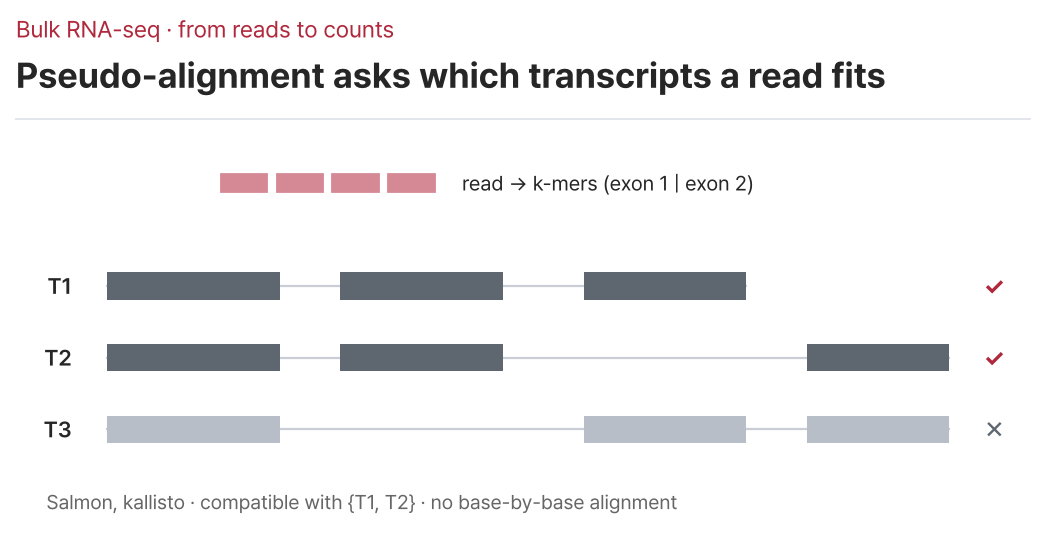 Bulk RNA-seq · from reads to counts
Pseudo-alignment asks which transcripts a read fits
read → k-mers (exon 1 | exon 2)
T1 ✓
T2 ✓
T3 ✕
Salmon, kallisto · compatible with {T1, T2} · no base-by-base alignment